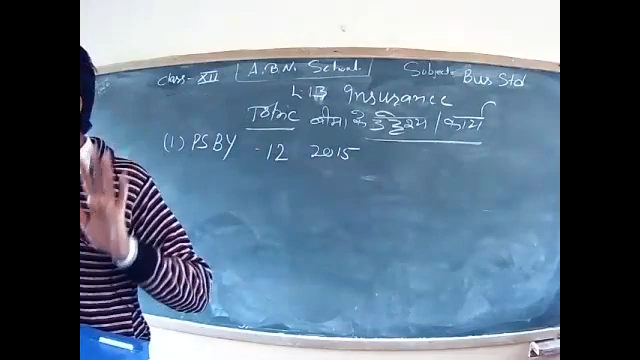 Class - XII A.B.N. School Subject: Bus Std
L-13 Insurance
Topic बीमा के उद्देश्य / कार्य
(1) PSBY - 12 2015